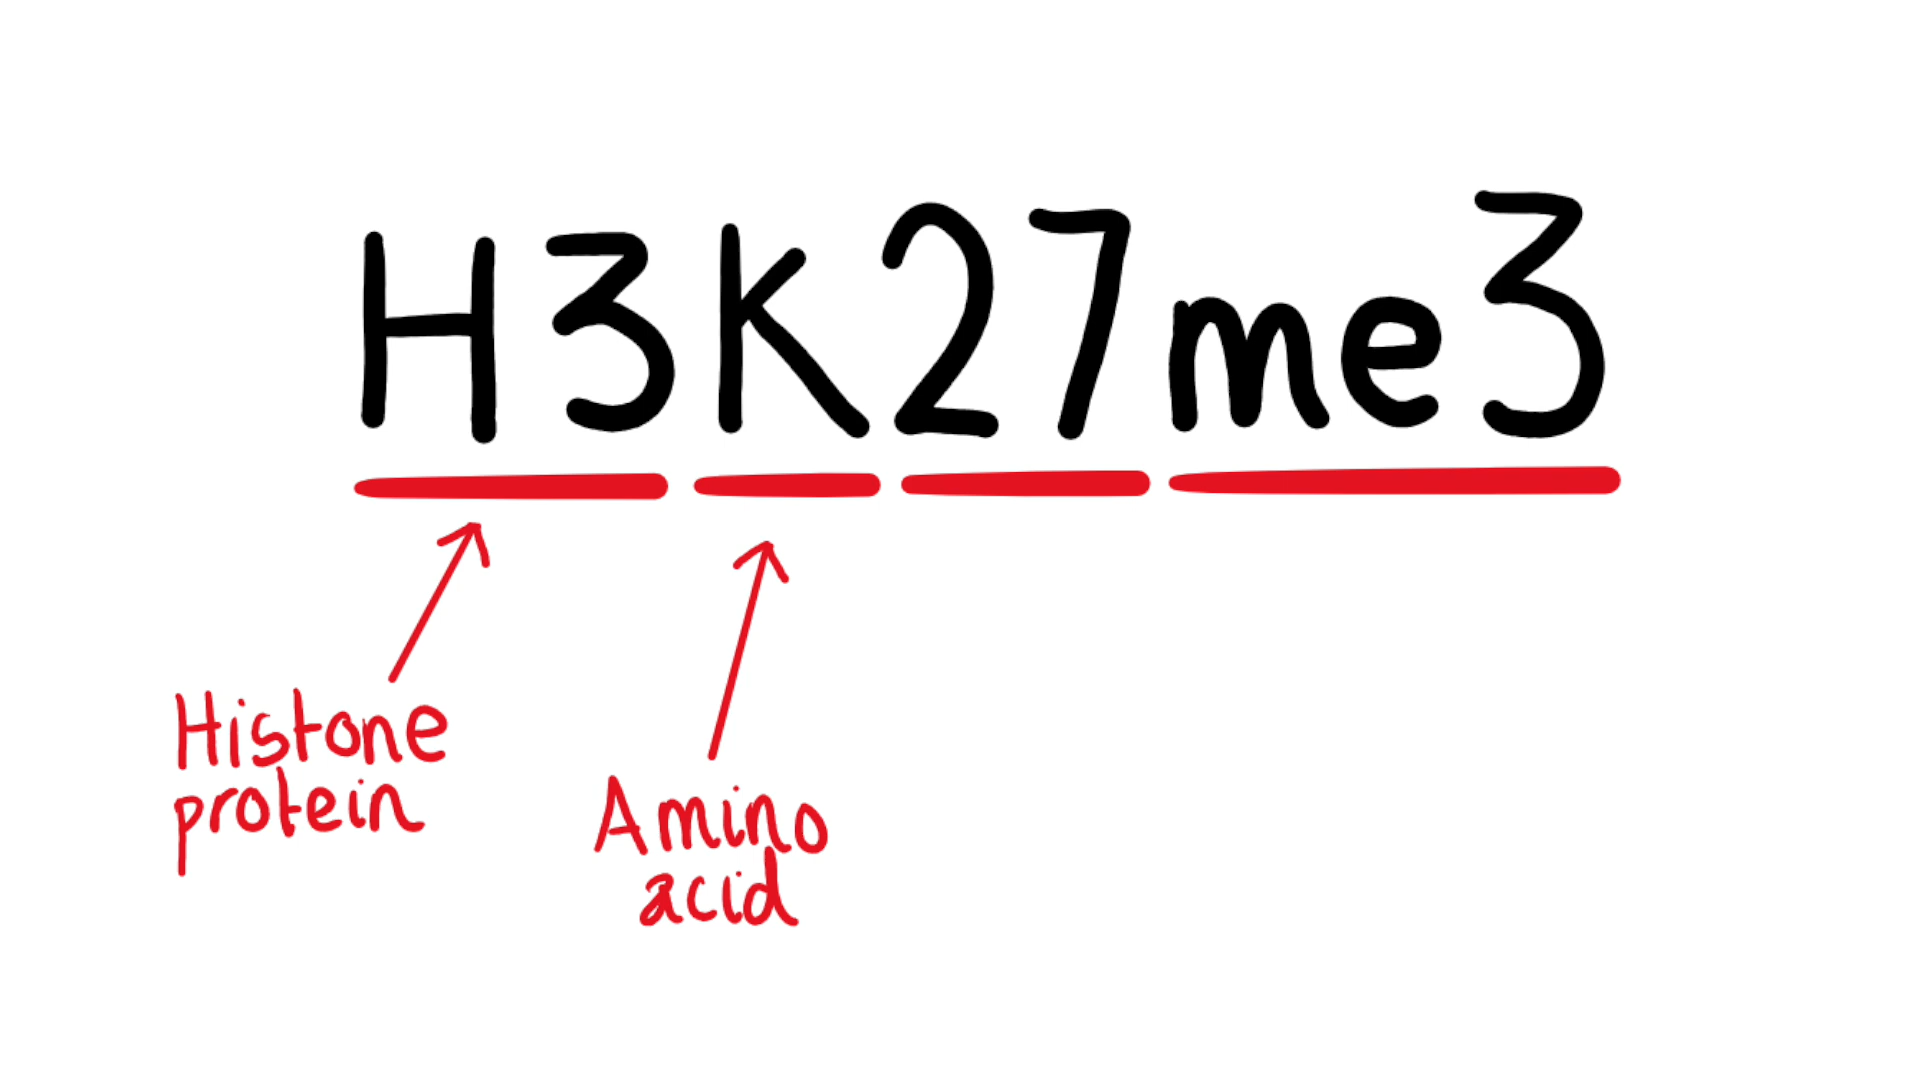 H3K27me3
Histone
protein
Amino
acid